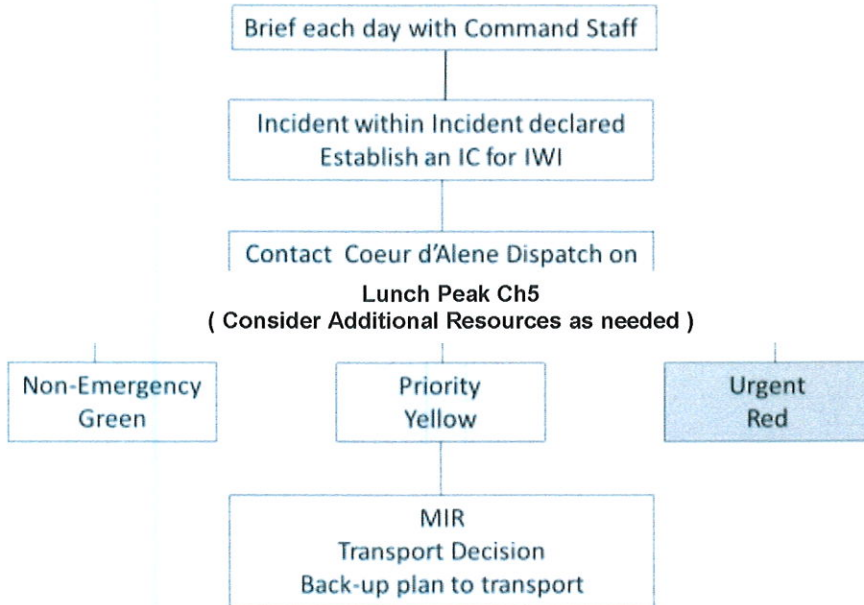 Brief each day with Command Staff
Incident within Incident declared
Establish an IC for IWI
Contact Coeur d'Alene Dispatch on
Lunch Peak Ch5
( Consider Additional Resources as needed )
Non-Emergency
Green
Priority
Yellow
Urgent
Red
MIR
Transport Decision
Back-up plan to transport